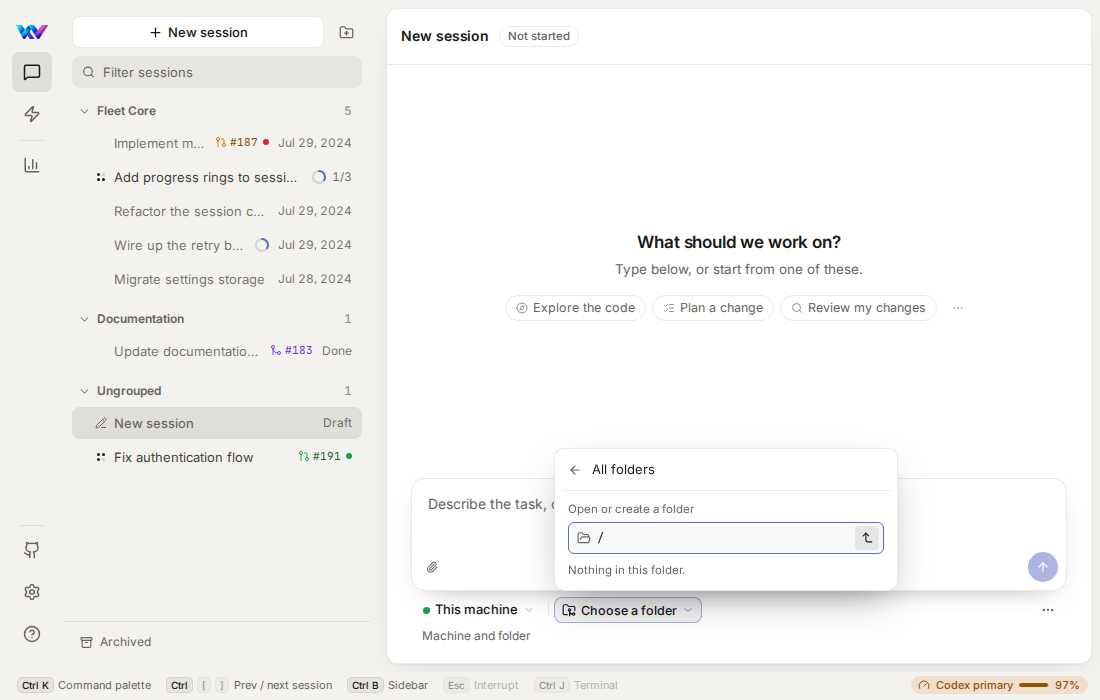 New session
Filter sessions
Fleet Core 5
Implement m... #187 Jul 29, 2024
Add progress rings to sessi... 1/3
Refactor the session c... Jul 29, 2024
Wire up the retry b... Jul 29, 2024
Migrate settings storage Jul 28, 2024
Documentation 1
Update documentatio... #183 Done
Ungrouped 1
New session Draft
Fix authentication flow #191
Archived
New session Not started
What should we work on?
Type below, or start from one of these.
Explore the code Plan a change Review my changes ...
All folders
Describe the task,
Open or create a folder
/
Nothing in this folder.
This machine Choose a folder ...
Machine and folder
Ctrl K Command palette Ctrl [ ] Prev / next session Ctrl B Sidebar Esc Interrupt Ctrl J Terminal Codex primary 97%